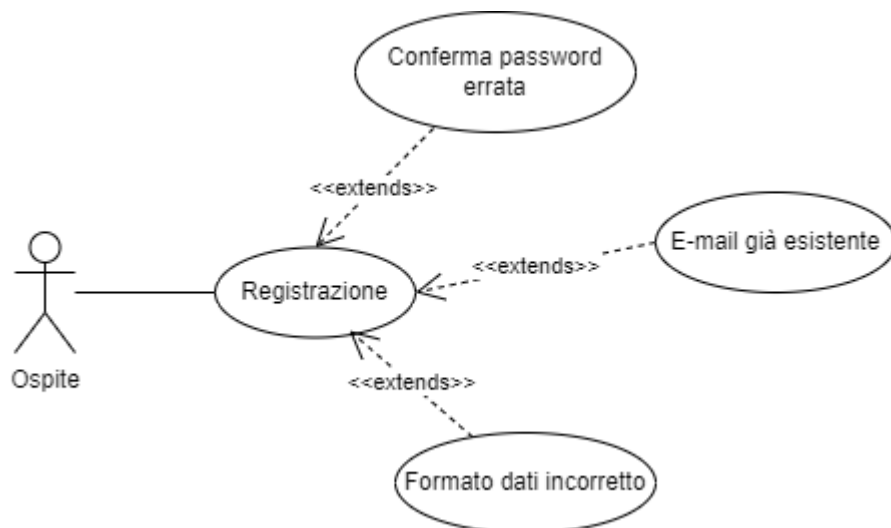 Conferma password
errata
<<extends>>
E-mail già esistente
<<extends>>
Registrazione
Ospite
<<extends>>
Formato dati incorretto